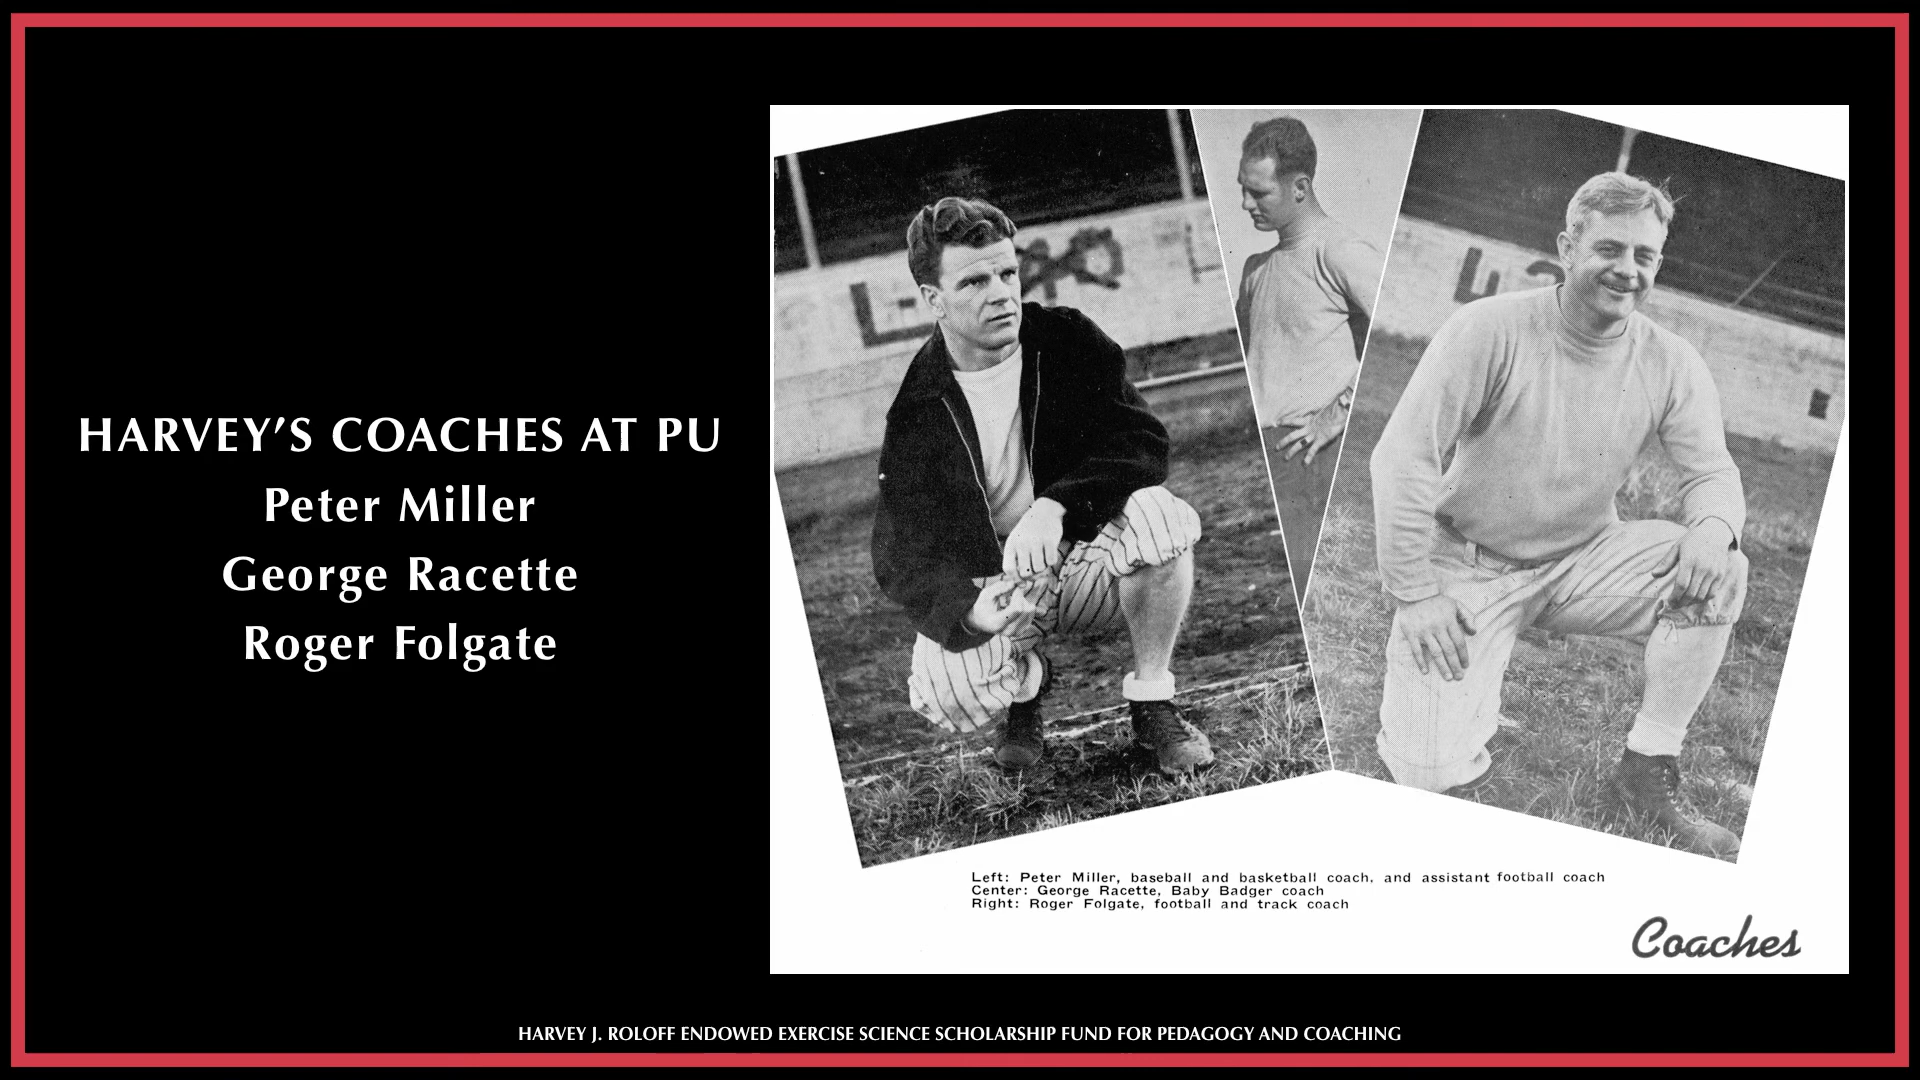 HARVEY’S COACHES AT PU
Peter Miller
George Racette
Roger Folgate
Left: Peter Miller, baseball and basketball coach, and assistant football coach
Center: George Racette, Baby Badger coach
Right: Roger Folgate, football and track coach
Coaches
HARVEY J. ROLOFF ENDOWED EXERCISE SCIENCE SCHOLARSHIP FUND FOR PEDAGOGY AND COACHING